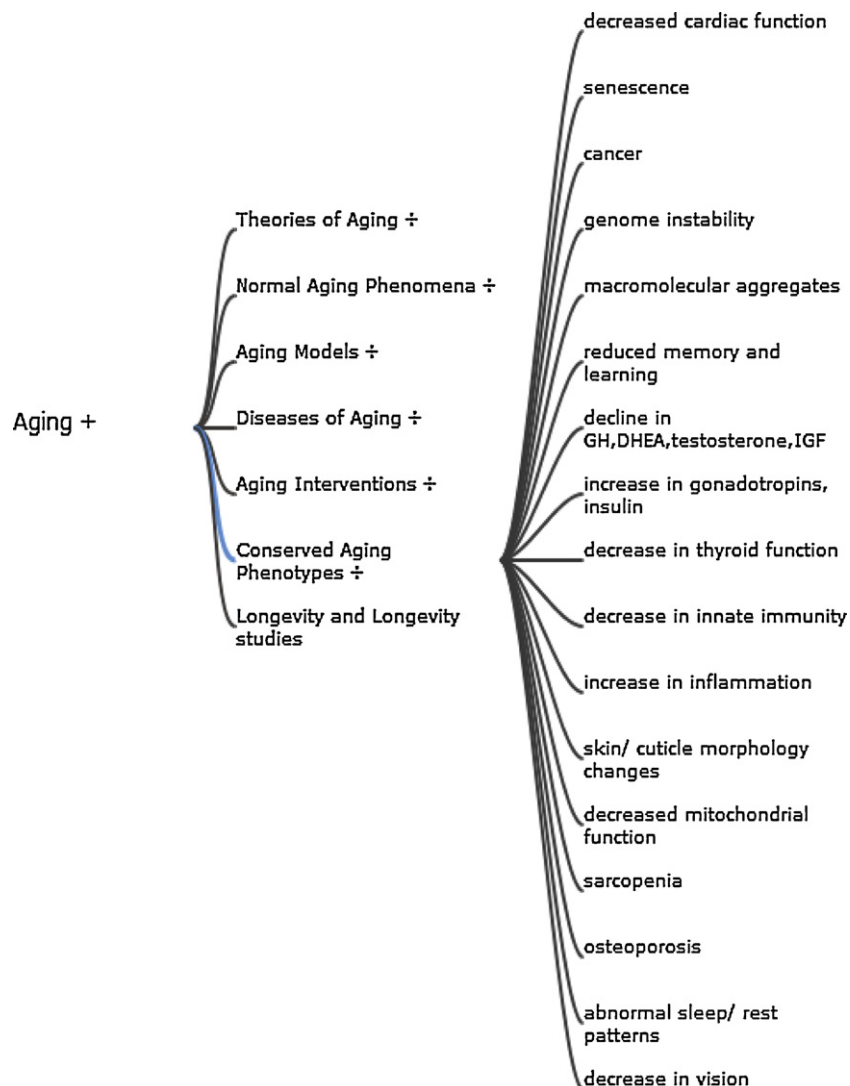 Aging +
Theories of Aging ÷
Normal Aging Phenomena ÷
Aging Models ÷
Diseases of Aging ÷
Aging Interventions ÷
Conserved Aging
Phenotypes ÷
Longevity and Longevity
studies
decreased cardiac function
senescence
cancer
genome instability
macromolecular aggregates
reduced memory and
learning
decline in
GH,DHEA,testosterone,IGF
increase in gonadotropins,
insulin
decrease in thyroid function
decrease in innate immunity
increase in inflammation
skin/ cuticle morphology
changes
decreased mitochondrial
function
sarcopenia
osteoporosis
abnormal sleep/ rest
patterns
decrease in vision